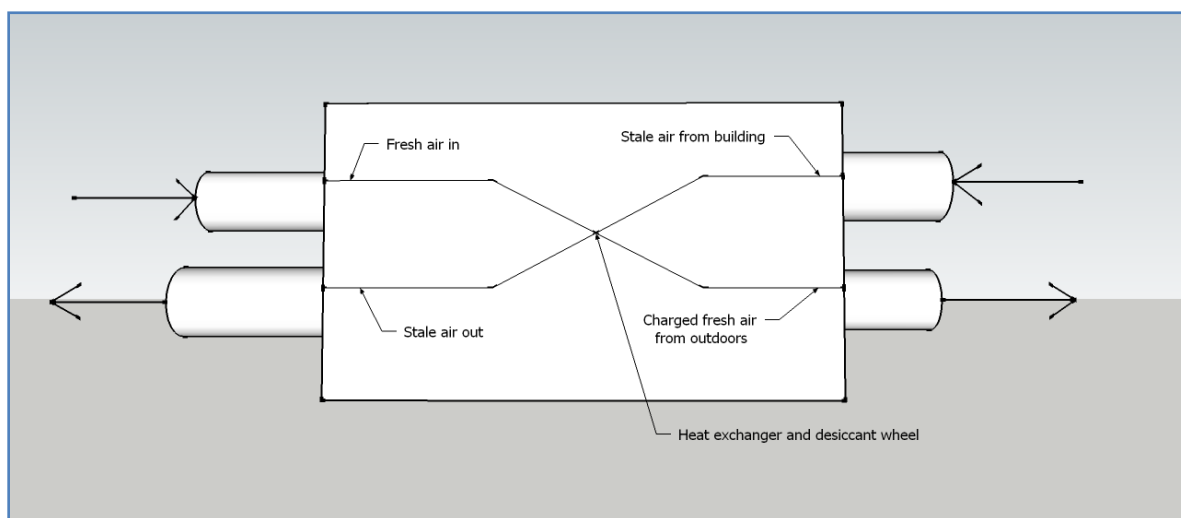 Fresh air in
Stale air from building
Stale air out
Charged fresh air
from outdoors
Heat exchanger and desiccant wheel